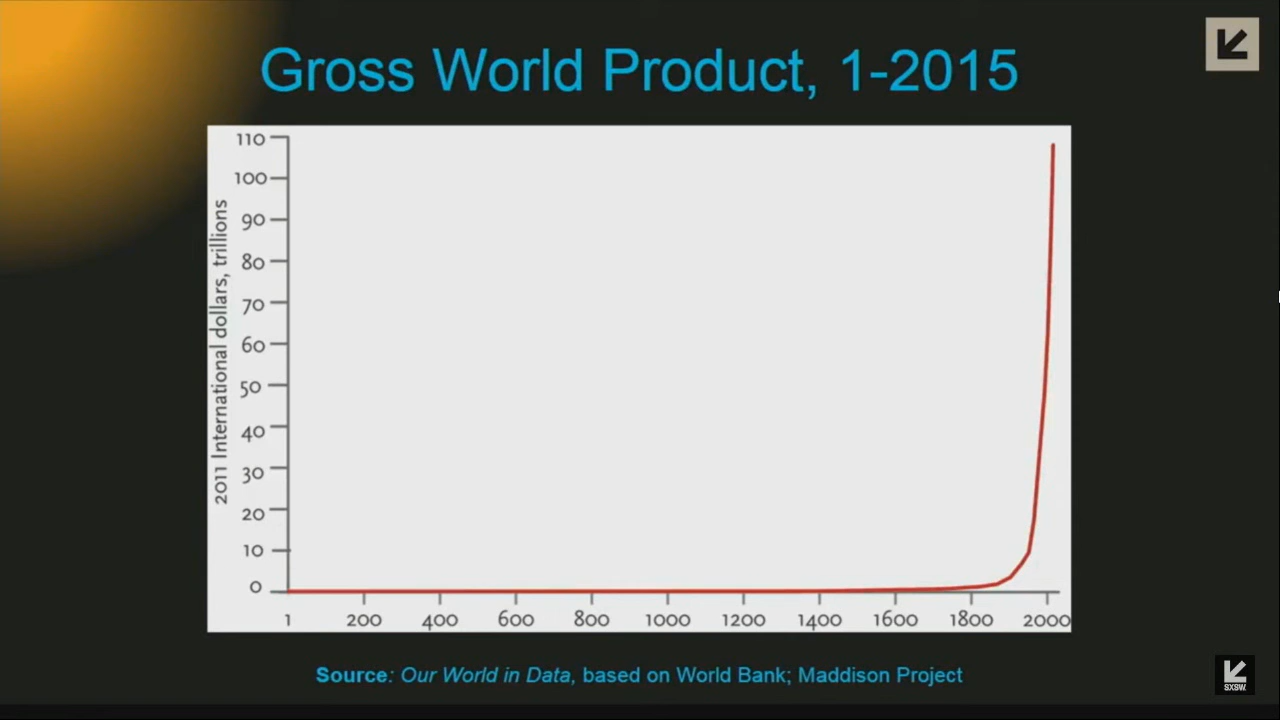 Gross World Product, 1-2015
110
100
90
80
70
60
50
40
30
20
10
0
2011 International dollars, trillions
1 200 400 600 800 1000 1200 1400 1600 1800 2000
Source: Our World in Data, based on World Bank; Maddison Project
SXSW